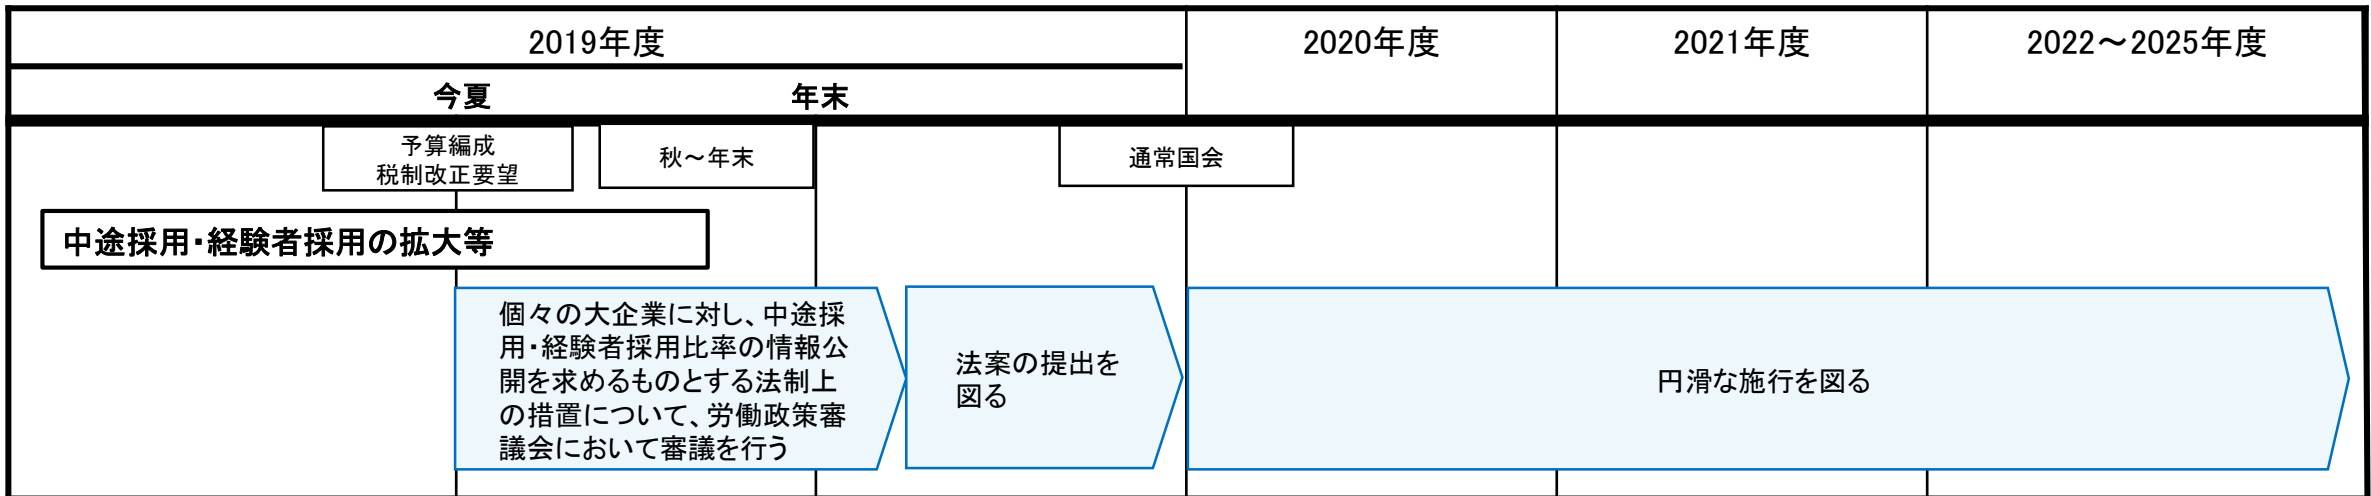 2019年度
2020年度
2021年度
2022～2025年度
今夏
年末
予算編成
税制改正要望
秋～年末
通常国会
中途採用・経験者採用の拡大等
個々の大企業に対し、中途採
用・経験者採用比率の情報公
開を求めるものとする法制上
の措置について、労働政策審
議会において審議を行う
法案の提出を
図る
円滑な施行を図る